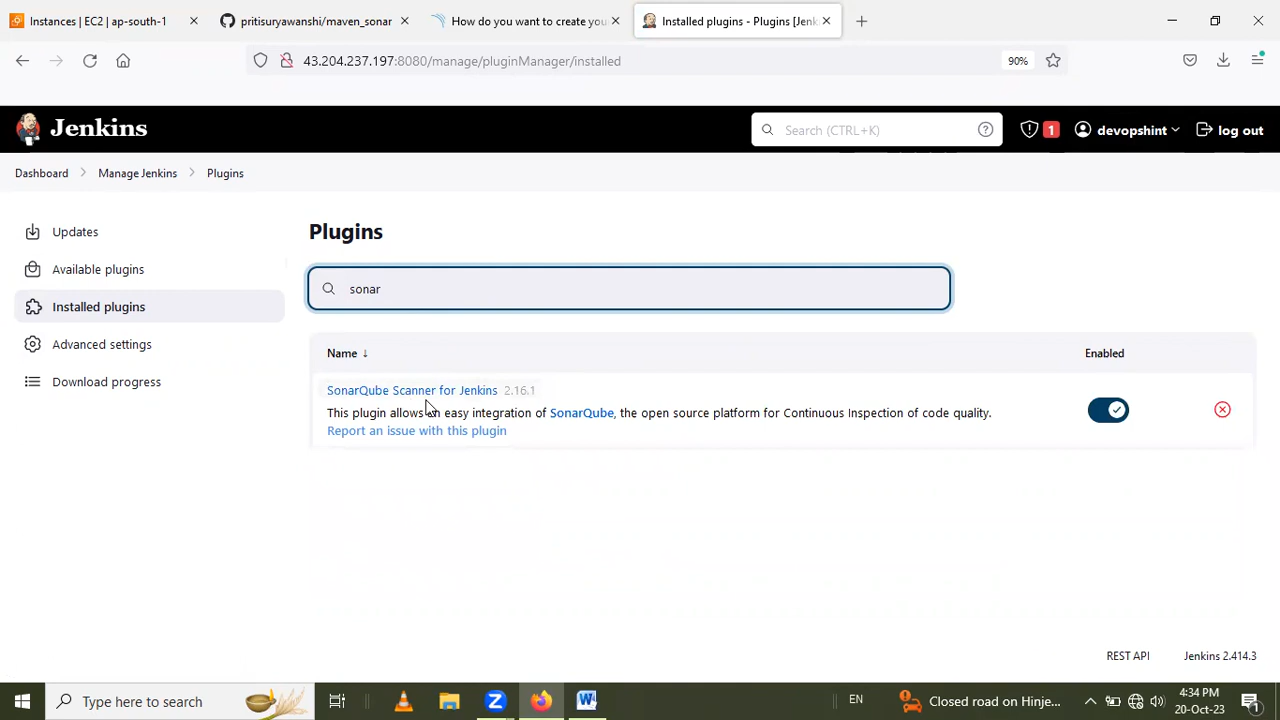 Instances | EC2 | ap-south-1
pritisuryawanshi/maven_sonar
How do you want to create you
Installed plugins - Plugins [Jenk
43.204.237.197:8080/manage/pluginManager/installed
90%
Jenkins
Search (CTRL+K)
1
devopshint
log out
Dashboard
Manage Jenkins
Plugins
Updates
Available plugins
Installed plugins
Advanced settings
Download progress
Plugins
sonar
Name ↓
Enabled
SonarQube Scanner for Jenkins 2.16.1
This plugin allows an easy integration of SonarQube, the open source platform for Continuous Inspection of code quality.
Report an issue with this plugin
REST API
Jenkins 2.414.3
Type here to search
EN
Closed road on Hinje...
4:34 PM
20-Oct-23
1